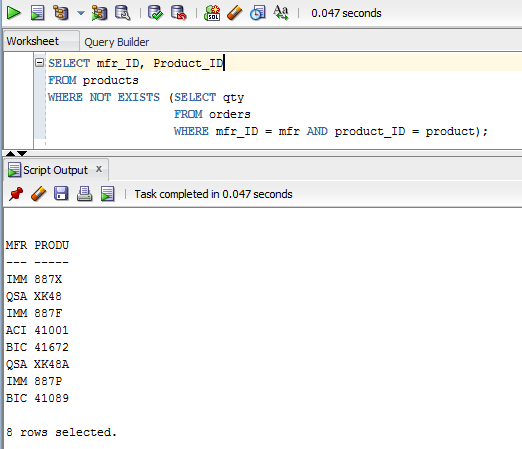 0.047 seconds
Worksheet Query Builder
SELECT mfr_ID, Product_ID
FROM products
WHERE NOT EXISTS (SELECT qty
FROM orders
WHERE mfr_ID = mfr AND product_ID = product);
Script Output x
Task completed in 0.047 seconds
MFR PRODU
--- -----
IMM 887X
QSA XK48
IMM 887F
ACI 41001
BIC 41672
QSA XK48A
IMM 887P
BIC 41089
8 rows selected.